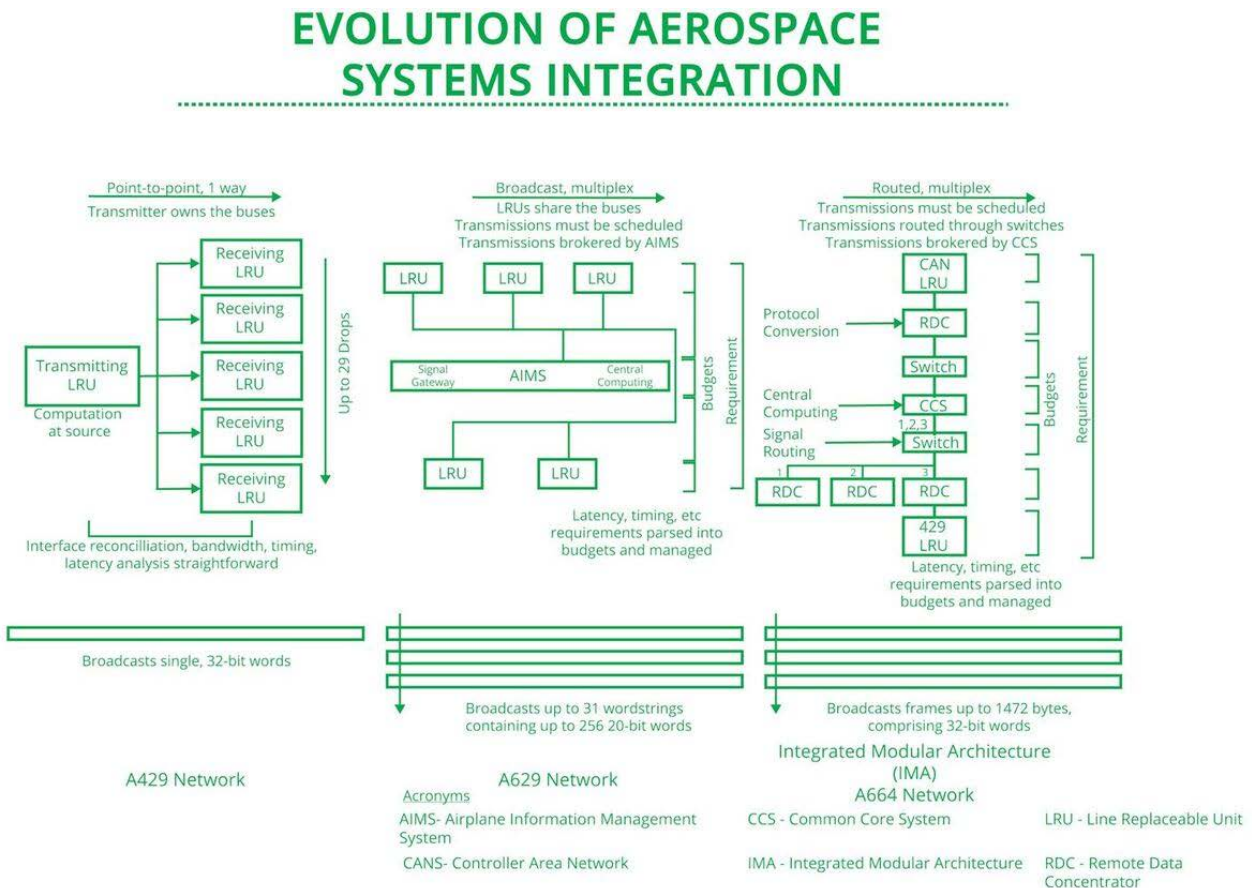 EVOLUTION OF AEROSPACE
SYSTEMS INTEGRATION
Point-to-point, 1 way
Transmitter owns the buses
Receiving
LRU
Receiving
LRU
Transmitting
LRU
Computation
at source
Receiving
LRU
Receiving
LRU
Receiving
LRU
Up to 29 Drops
Interface reconcilliation, bandwidth, timing,
latency analysis straightforward
Broadcasts single, 32-bit words
A429 Network
Broadcast, multiplex
LRUs share the buses
Transmissions must be scheduled
Transmissions brokered by AIMS
LRU
LRU
LRU
Signal
Gateway
AIMS
Central
Computing
LRU
LRU
Budgets
Requirement
Latency, timing, etc
requirements parsed into
budgets and managed
Broadcasts up to 31 wordstrings
containing up to 256 20-bit words
A629 Network
Routed, multiplex
Transmissions must be scheduled
Transmissions routed through switches
Transmissions brokered by CCS
CAN
LRU
Protocol
Conversion
RDC
Switch
Central
Computing
CCS
1,2,3
Signal
Routing
Switch
1
2
3
RDC
RDC
RDC
429
LRU
Budgets
Requirement
Latency, timing, etc
requirements parsed into
budgets and managed
Broadcasts frames up to 1472 bytes,
comprising 32-bit words
Integrated Modular Architecture
(IMA)
A664 Network
Acronyms
AIMS- Airplane Information Management
System
CANS- Controller Area Network
CCS - Common Core System
IMA - Integrated Modular Architecture
LRU - Line Replaceable Unit
RDC - Remote Data
Concentrator